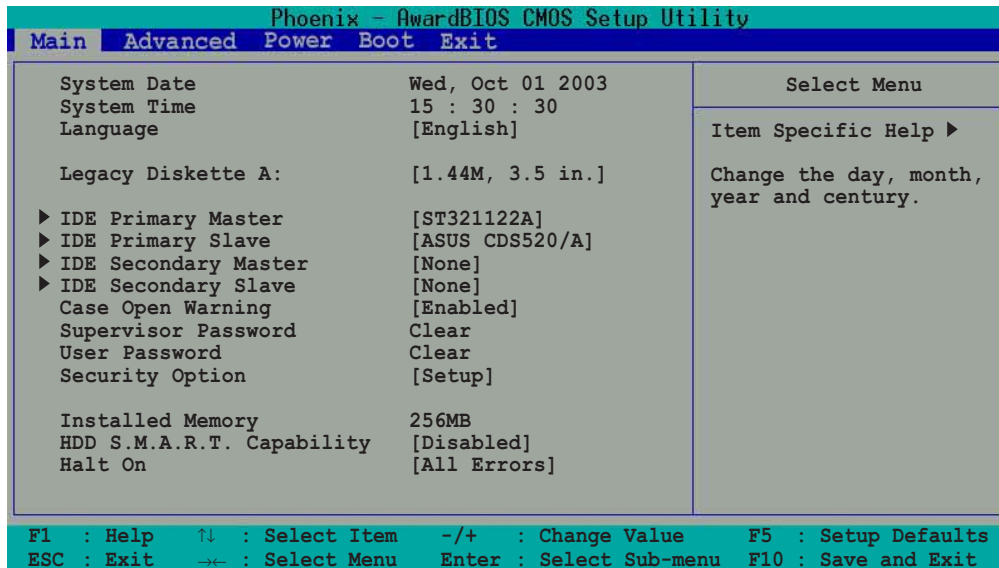 Phoenix - AwardBIOS CMOS Setup Utility
Main Advanced Power Boot Exit
System Date Wed, Oct 01 2003
System Time 15 : 30 : 30
Language [English]
Legacy Diskette A: [1.44M, 3.5 in.]
IDE Primary Master [ST321122A]
IDE Primary Slave [ASUS CDS520/A]
IDE Secondary Master [None]
IDE Secondary Slave [None]
Case Open Warning [Enabled]
Supervisor Password Clear
User Password Clear
Security Option [Setup]
Installed Memory 256MB
HDD S.M.A.R.T. Capability [Disabled]
Halt On [All Errors]
Select Menu
Item Specific Help
Change the day, month,
year and century.
F1 : Help ↑↓ : Select Item -/+ : Change Value F5 : Setup Defaults
ESC : Exit →← : Select Menu Enter : Select Sub-menu F10 : Save and Exit